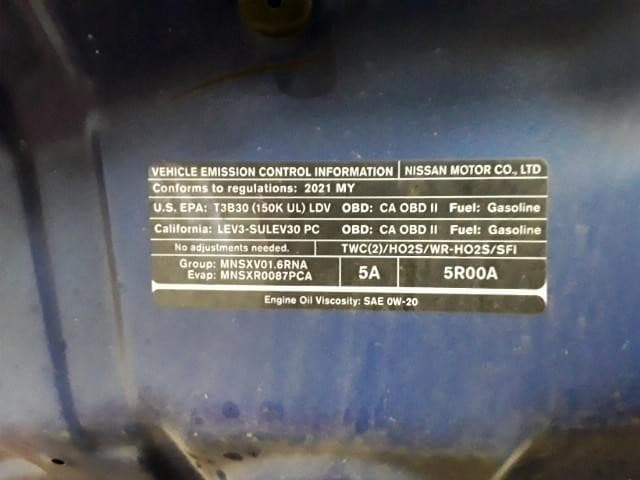 VEHICLE EMISSION CONTROL INFORMATION NISSAN MOTOR CO., LTD
Conforms to regulations: 2021 MY
U.S. EPA: T3B30 (150K UL) LDV OBD: CA OBD II Fuel: Gasoline
California: LEV3-SULEV30 PC OBD: CA OBD II Fuel: Gasoline
No adjustments needed. TWC(2)/HO2S/WR-HO2S/SFI
Group: MNSXV01.6RNA
Evap: MNSXR0087PCA
5A 5R00A
Engine Oil Viscosity: SAE 0W-20